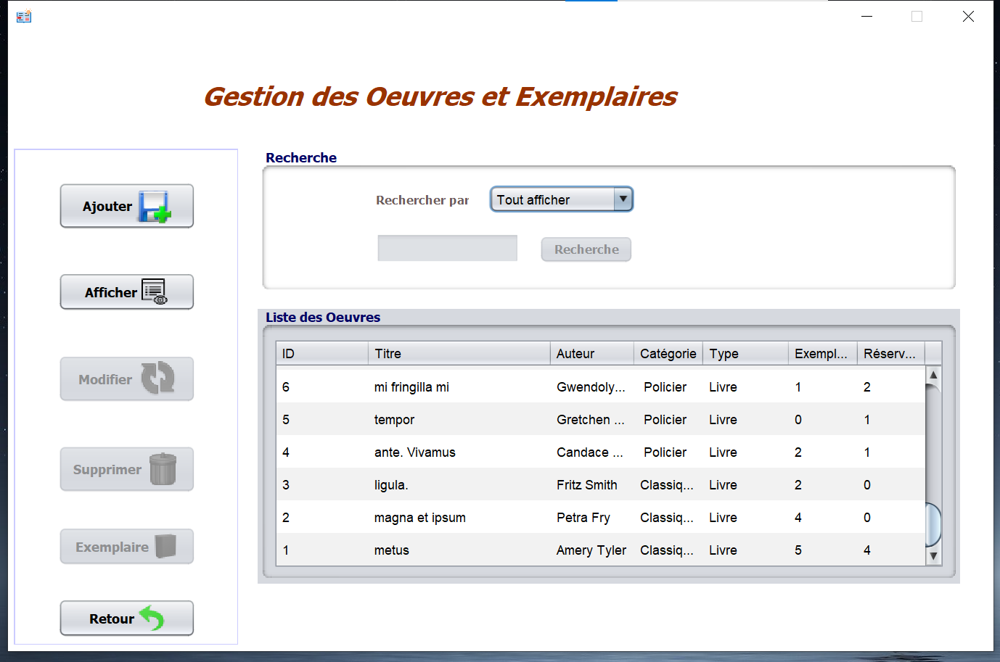 Gestion des Oeuvres et Exemplaires
Ajouter
Afficher
Modifier
Supprimer
Exemplaire
Retour
Recherche
Rechercher par Tout afficher
Recherche
Liste des Oeuvres
ID Titre Auteur Catégorie Type Exempl... Réserv...
6 mi fringilla mi Gwendoly... Policier Livre 1 2
5 tempor Gretchen ... Policier Livre 0 1
4 ante. Vivamus Candace ... Policier Livre 2 1
3 ligula. Fritz Smith Classiq... Livre 2 0
2 magna et ipsum Petra Fry Classiq... Livre 4 0
1 metus Amery Tyler Classiq... Livre 5 4